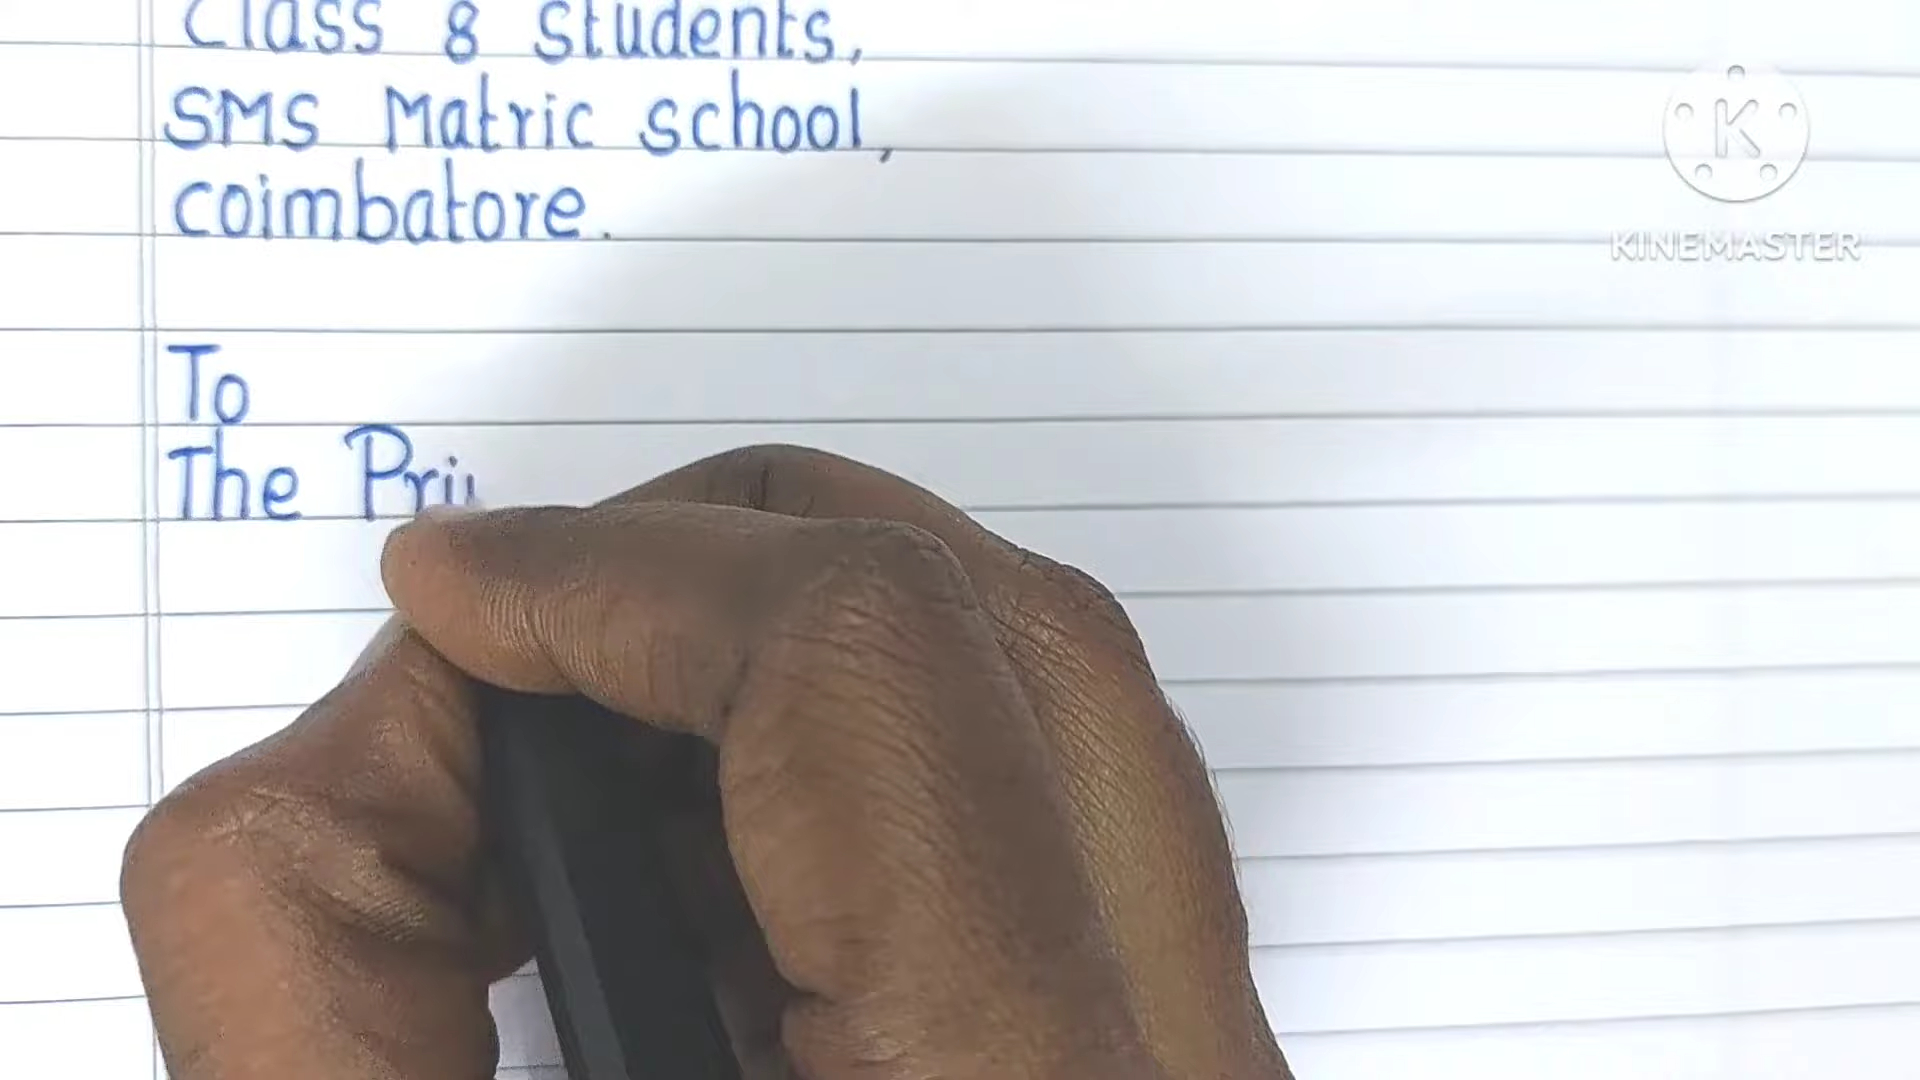 Class 8 students,
SMS Matric school,
coimbatore.
To
The Pri
K
KINEMASTER